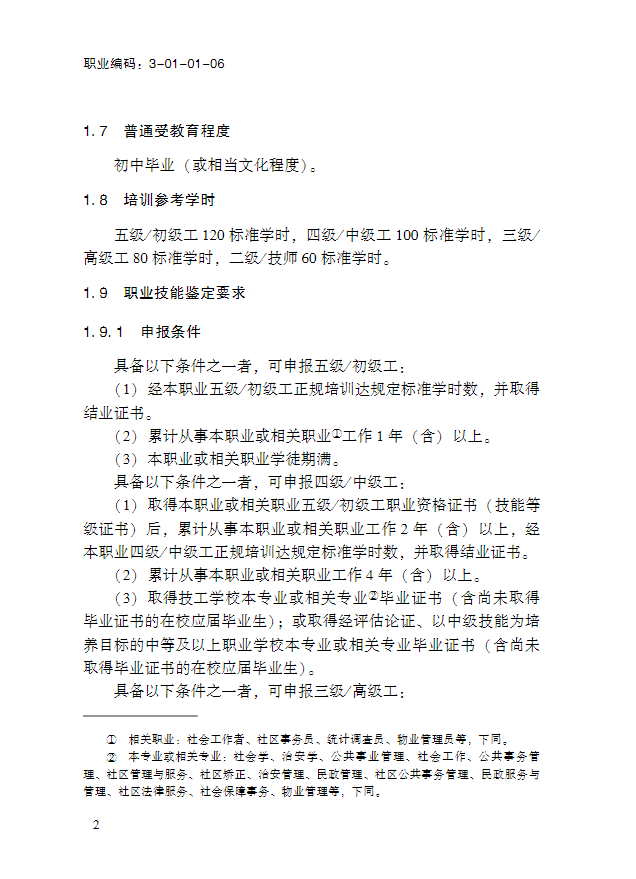 职业编码：3-01-01-06
1.7 普通受教育程度
初中毕业（或相当文化程度）。
1.8 培训参考学时
五级/初级工 120 标准学时，四级/中级工 100 标准学时，三级/
高级工 80 标准学时，二级/技师 60 标准学时。
1.9 职业技能鉴定要求
1.9.1 申报条件
具备以下条件之一者，可申报五级/初级工：
（1）经本职业五级/初级工正规培训达规定标准学时数，并取得
结业证书。
（2）累计从事本职业或相关职业①工作 1 年（含）以上。
（3）本职业或相关职业学徒期满。
具备以下条件之一者，可申报四级/中级工：
（1）取得本职业或相关职业五级/初级工职业资格证书（技能等
级证书）后，累计从事本职业或相关职业工作 2 年（含）以上，经
本职业四级/中级工正规培训达规定标准学时数，并取得结业证书。
（2）累计从事本职业或相关职业工作 4 年（含）以上。
（3）取得技工学校本专业或相关专业②毕业证书（含尚未取得
毕业证书的在校应届毕业生）；或取得经评估论证、以中级技能为培
养目标的中等及以上职业学校本专业或相关专业毕业证书（含尚未
取得毕业证书的在校应届毕业生）。
具备以下条件之一者，可申报三级/高级工：
① 相关职业：社会工作者、社区事务员、统计调查员、物业管理员等，下同。
② 本专业或相关专业：社会学、治安学、公共事业管理、社会工作、公共事务管
理、社区管理与服务、社区矫正、治安管理、民政管理、社区公共事务管理、民政服务与
管理、社区法律服务、社会保障事务、物业管理等，下同。
2